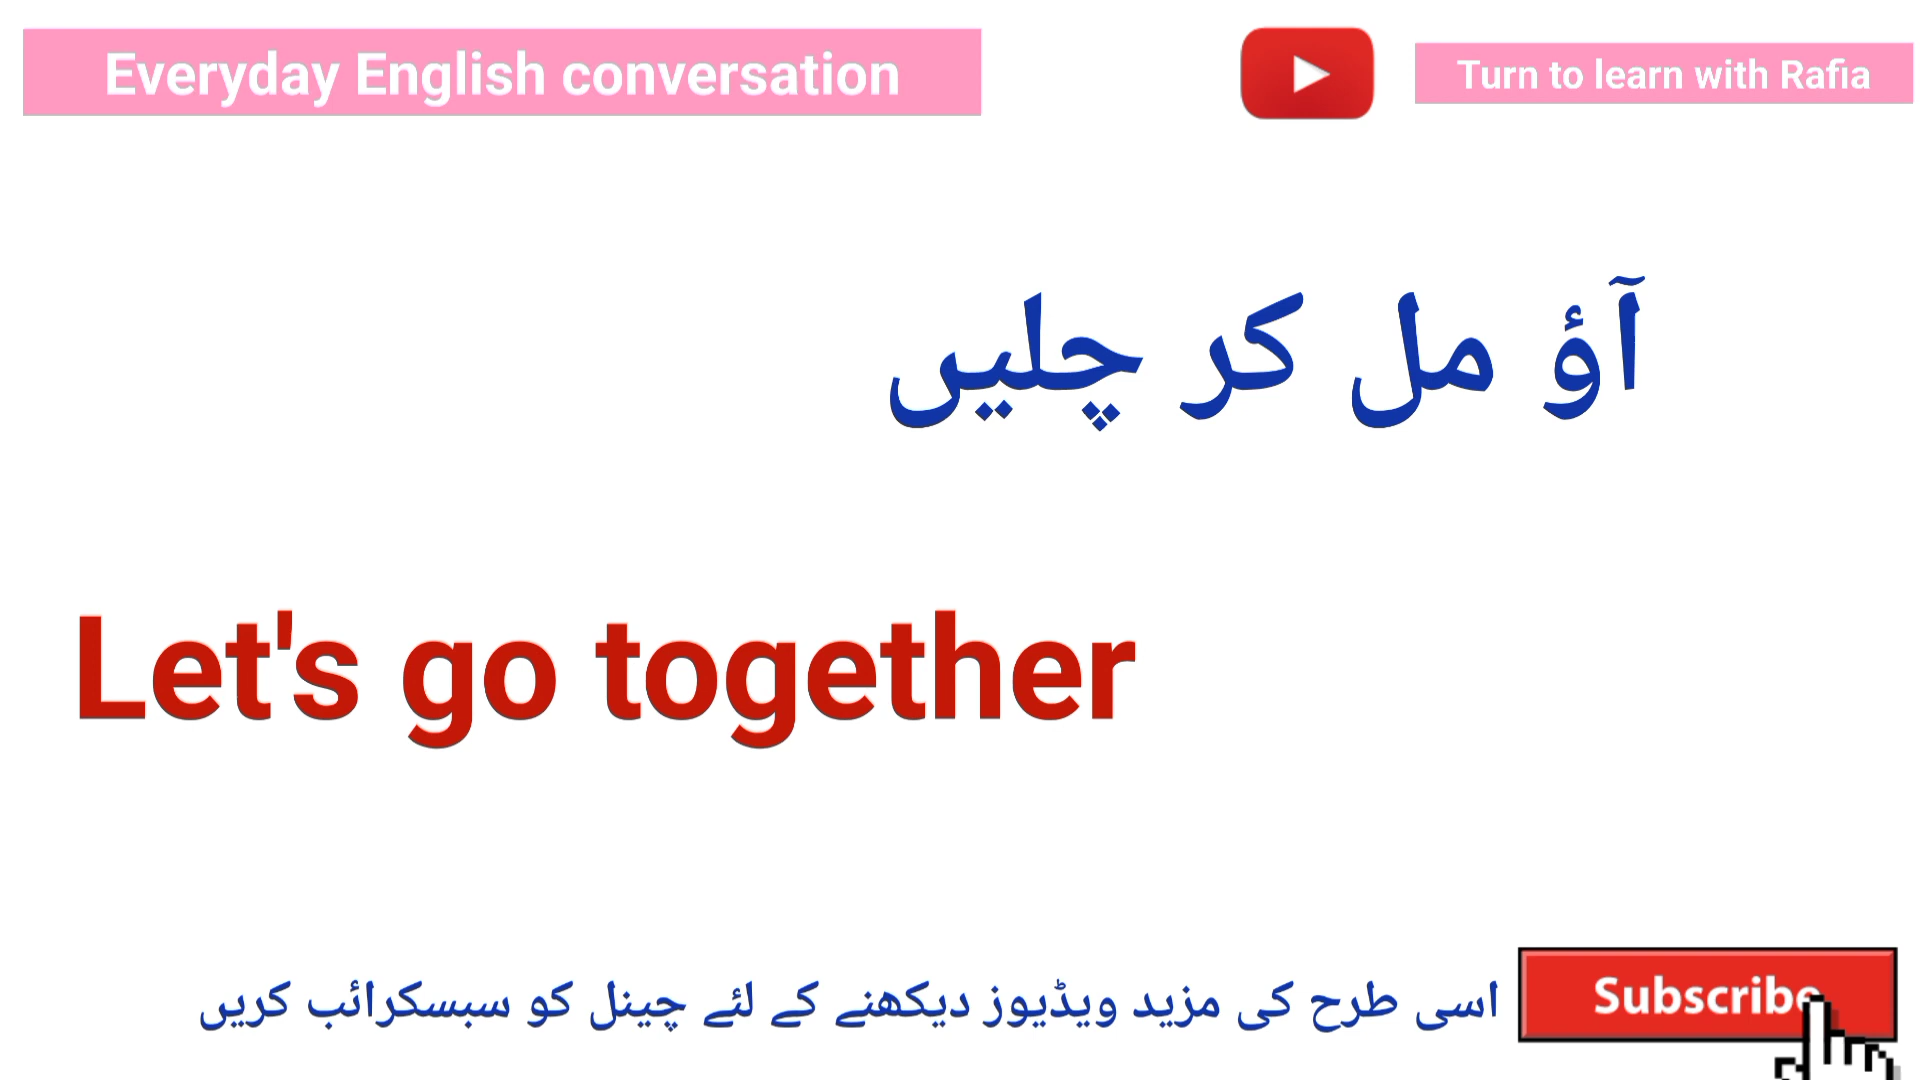 Everyday English conversation
Turn to learn with Rafia
آؤ مل کر چلیں
Let's go together
اسی طرح کی مزید ویڈیوز دیکھنے کے لئے چینل کو سبسکرائب کریں
Subscribe